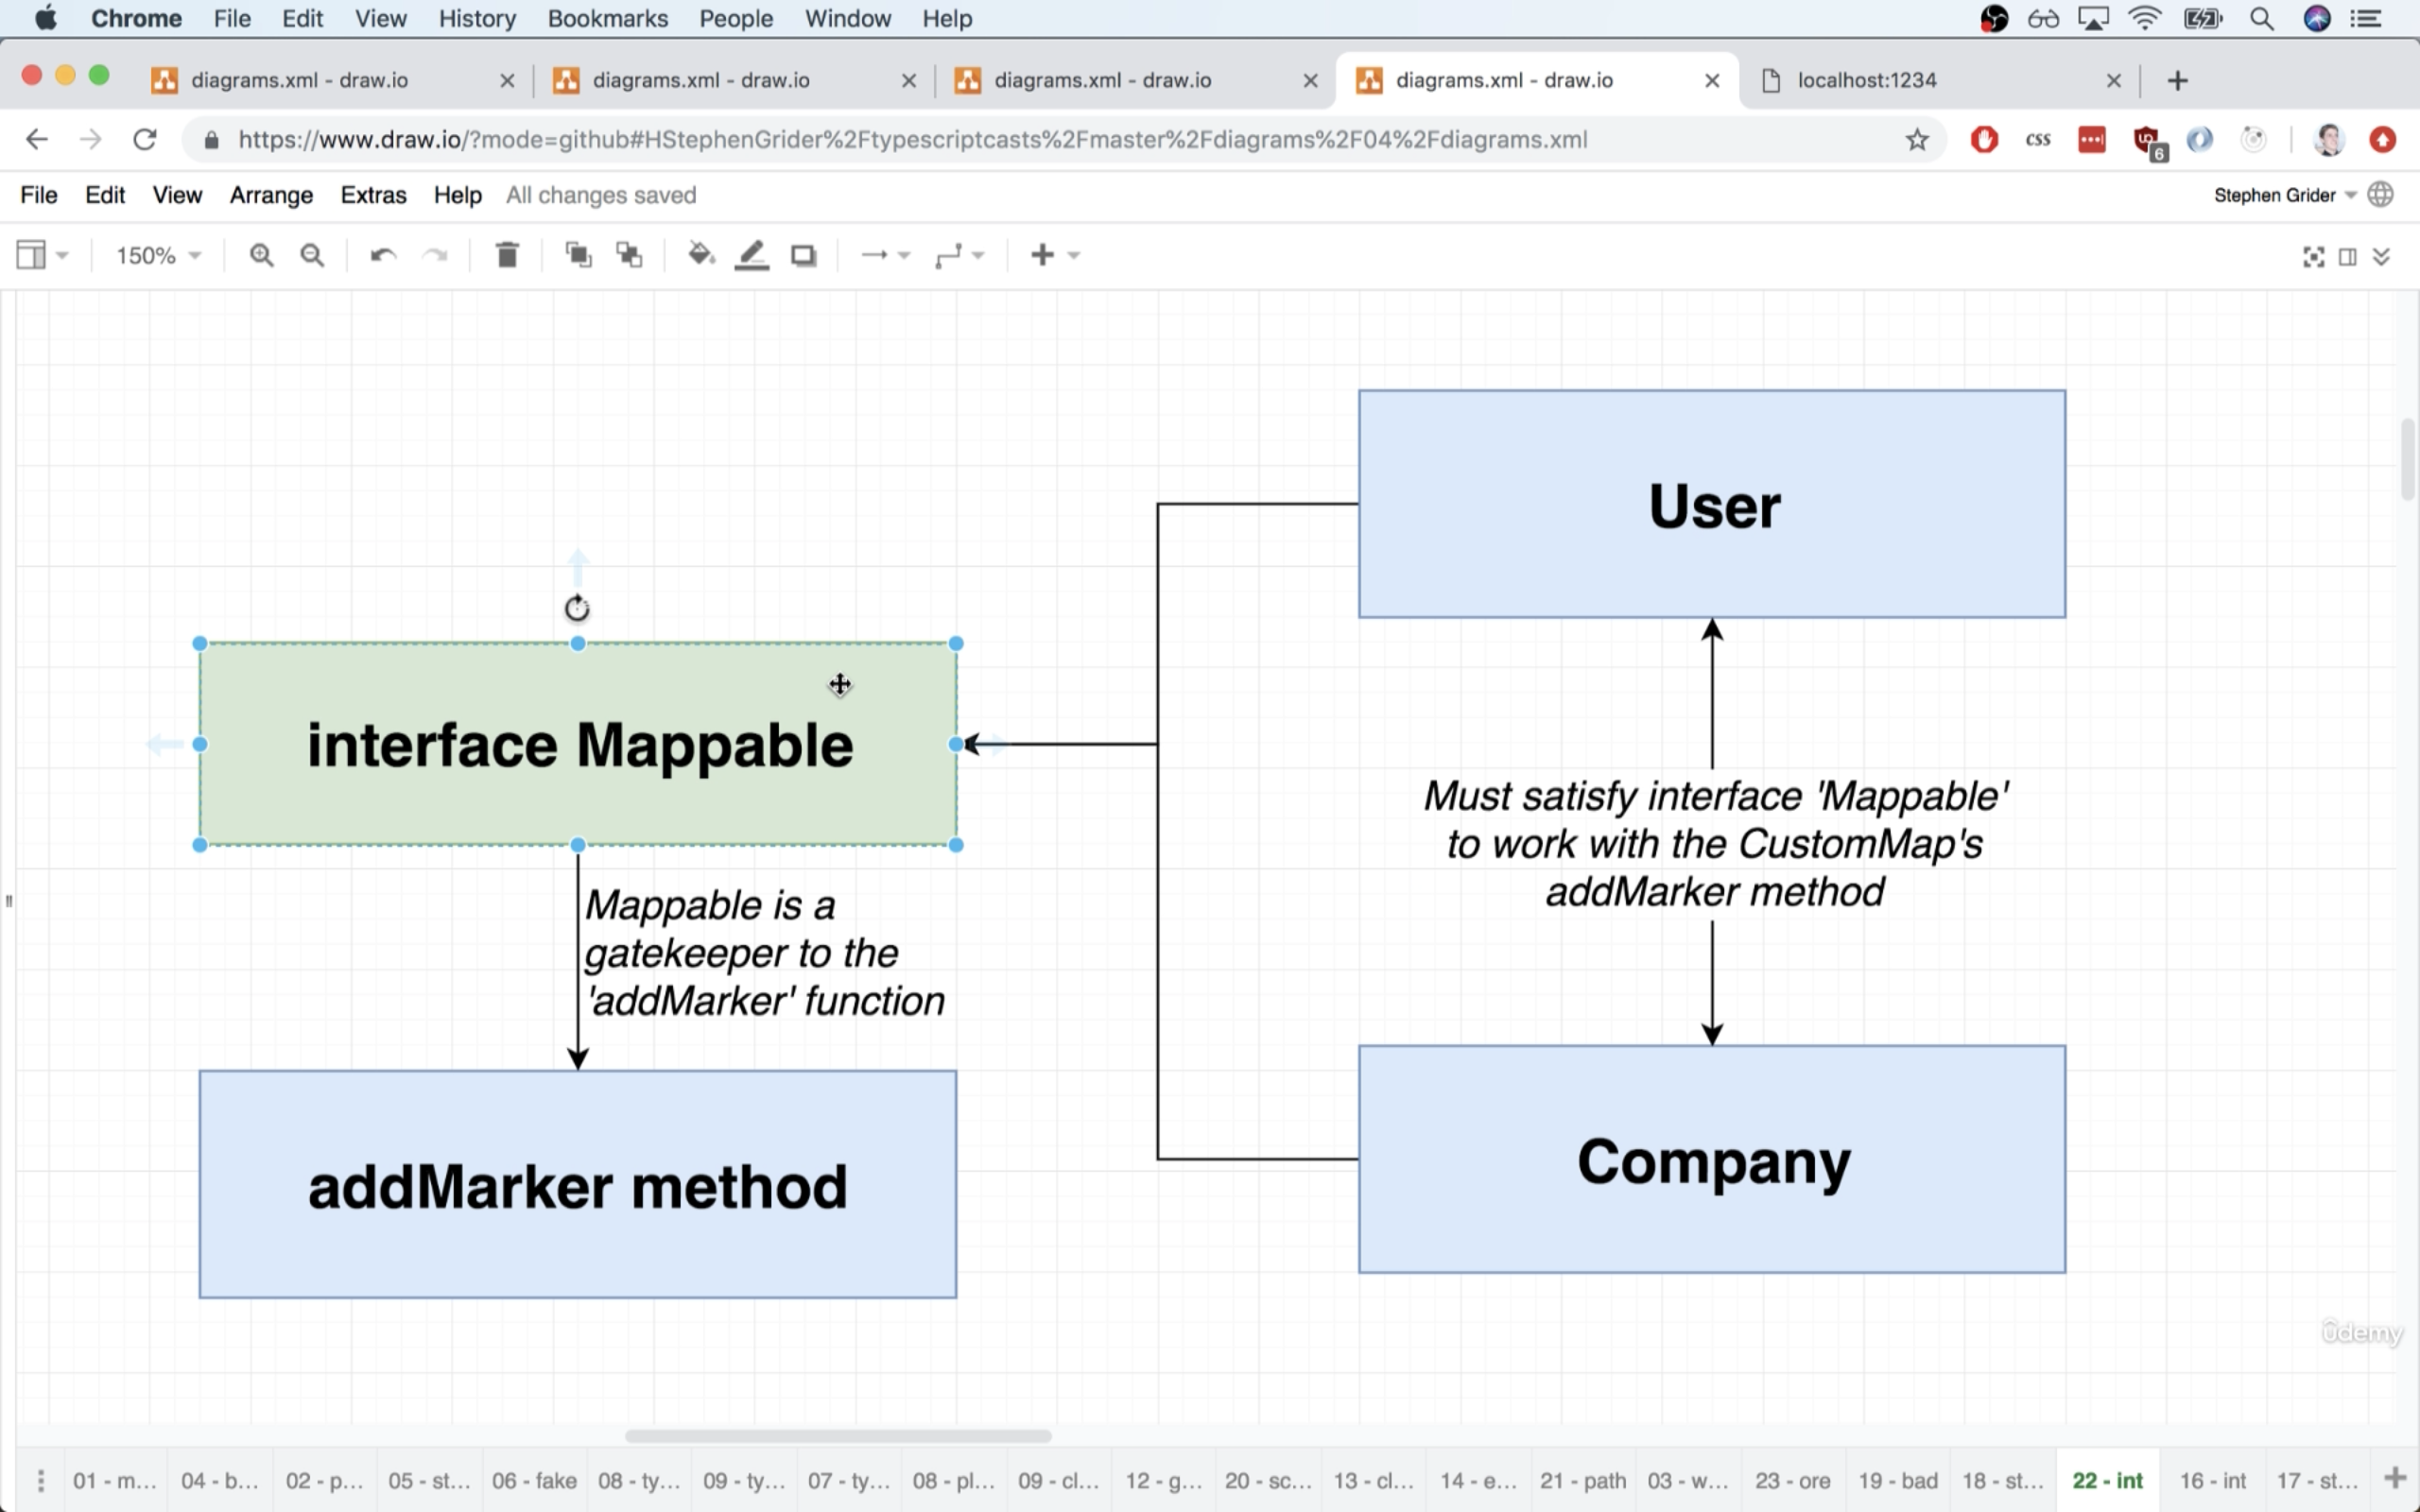 Chrome File Edit View History Bookmarks People Window Help
diagrams.xml - draw.io diagrams.xml - draw.io diagrams.xml - draw.io diagrams.xml - draw.io localhost:1234
https://www.draw.io/?mode=github#HStephenGrider%2Ftypescriptcasts%2Fmaster%2Fdiagrams%2F04%2Fdiagrams.xml
css
6
File Edit View Arrange Extras Help All changes saved
Stephen Grider
150%
User
interface Mappable
Must satisfy interface 'Mappable'
to work with the CustomMap's
addMarker method
Mappable is a
gatekeeper to the
'addMarker' function
addMarker method
Company
ûdemy
01 - m... 04 - b... 02 - p... 05 - st... 06 - fake 08 - ty... 09 - ty... 07 - ty... 08 - pl... 09 - cl... 12 - g... 20 - sc... 13 - cl... 14 - e... 21 - path 03 - w... 23 - ore 19 - bad 18 - st... 22 - int 16 - int 17 - st...